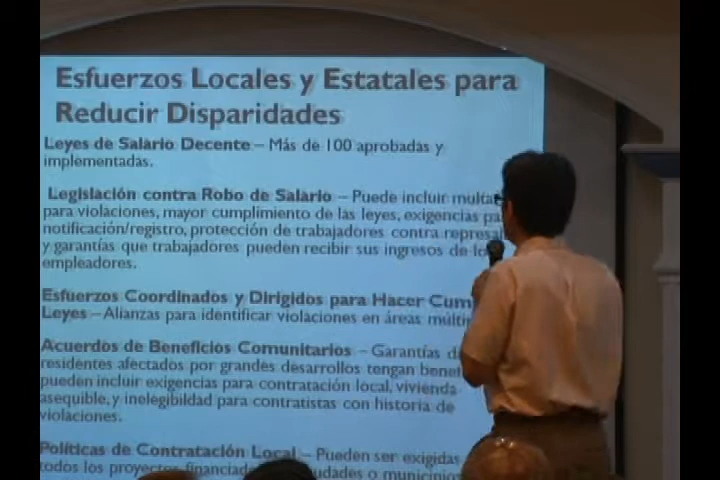 Esfuerzos Locales y Estatales para
Reducir Disparidades
Leyes de Salario Decente – Más de 100 aprobadas y
implementadas.
Legislación contra Robo de Salario – Puede incluir
para violaciones, mayor cumplimiento de las leyes, exigencias
notificación/registro, protección de trabajadores contra
y garantías que trabajadores pueden recibir sus ingresos de
empleadores.
Esfuerzos Coordinados y Dirigidos para Hacer
Leyes – Alianzas para identificar violaciones en áreas
Acuerdos de Beneficios Comunitarios – Garantías
residentes afectados por grandes desarrollos tengan
pueden incluir exigencias para contratación local, vivienda
asequible, y inelegibildad para contratistas con historia de
violaciones.
Políticas de Contratación Local – Pueden ser exigidas
todos los o municipios